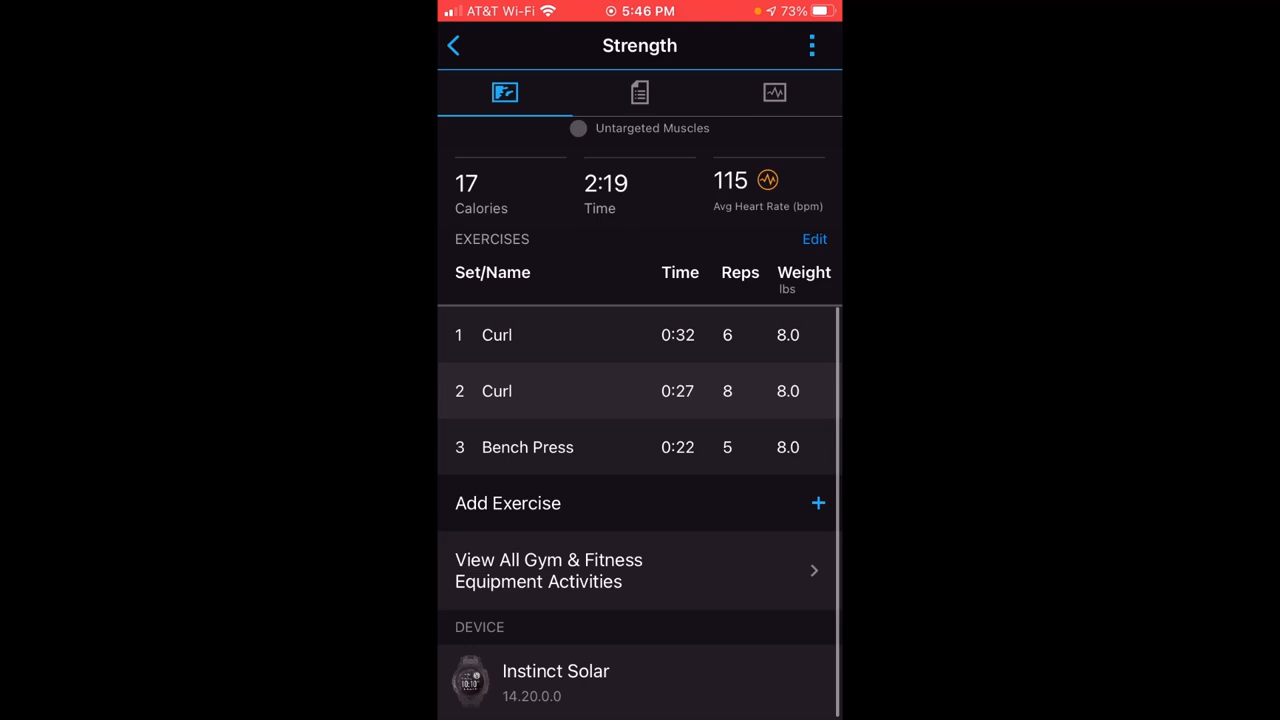 AT&T Wi-Fi 5:46 PM 73%
Strength
Untargeted Muscles
17 2:19 115
Calories Time Avg Heart Rate (bpm)
EXERCISES Edit
Set/Name Time Reps Weight
lbs
1 Curl 0:32 6 8.0
2 Curl 0:27 8 8.0
3 Bench Press 0:22 5 8.0
Add Exercise +
View All Gym & Fitness
Equipment Activities
DEVICE
Instinct Solar
14.20.0.0